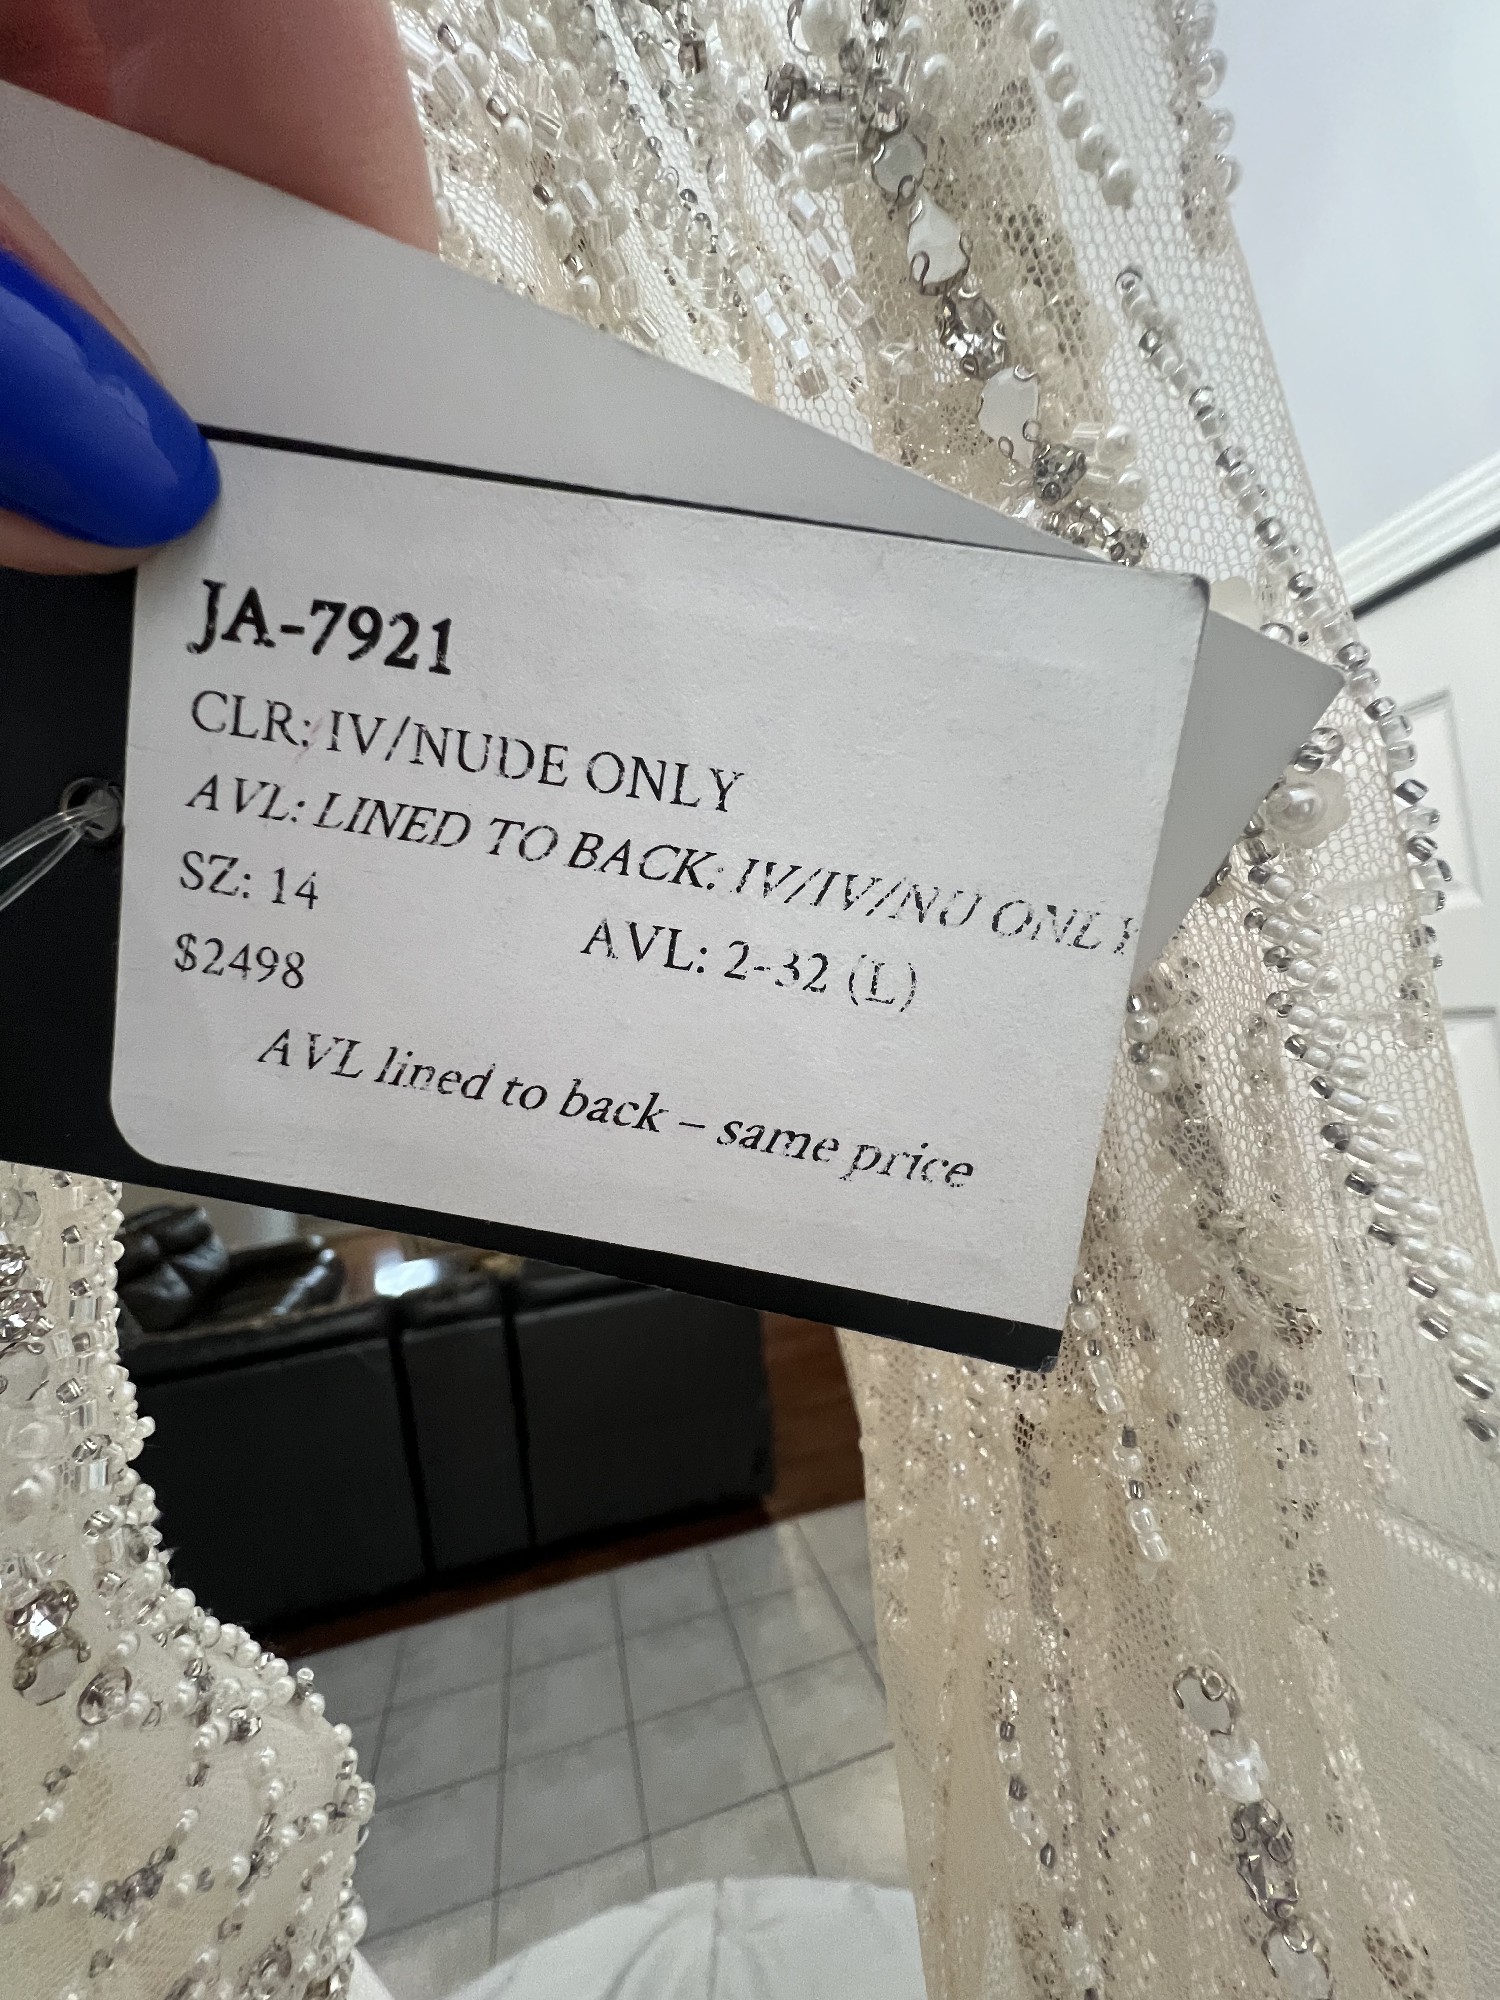 JA-7921
CLR: IV/NUDE ONLY
AVL: LINED TO BACK: IV/IV/NU ONLY
SZ: 14
AVL: 2-32 (L)
$2498
AVL lined to back – same price